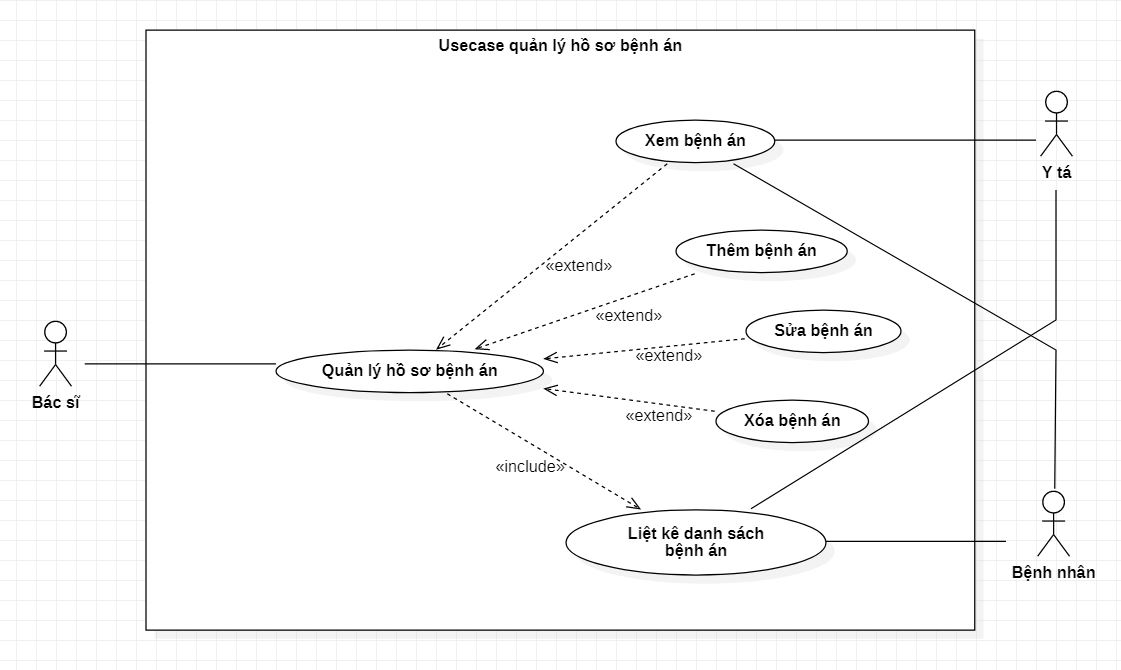 Usecase quản lý hồ sơ bệnh án
Xem bệnh án
Y tá
Thêm bệnh án
«extend»
«extend»
Sửa bệnh án
«extend»
Quản lý hồ sơ bệnh án
Bác sĩ
«extend»
Xóa bệnh án
«include»
Liệt kê danh sách
bệnh án
Bệnh nhân